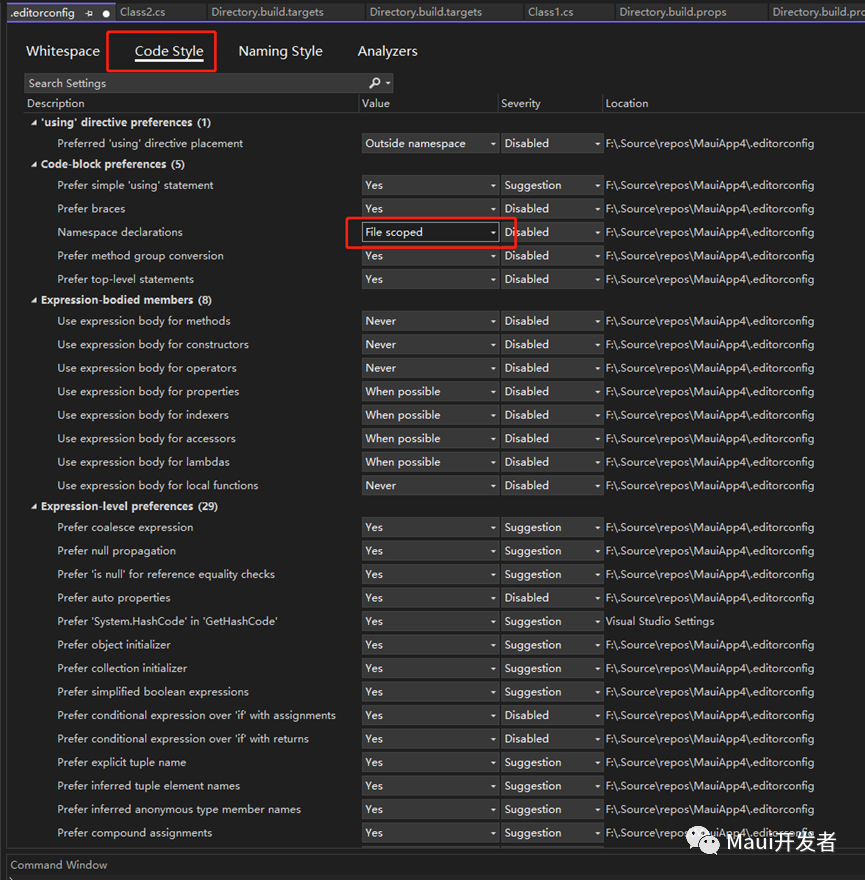 .editorconfig Class2.cs Directory.build.targets Directory.build.targets Class1.cs Directory.build.props Directory.build.pro
Whitespace Code Style Naming Style Analyzers
Search Settings
Description Value Severity Location
'using' directive preferences (1)
Preferred 'using' directive placement Outside namespace Disabled F:\.Source\repos\MauiApp4\.editorconfig
Code-block preferences (5)
Prefer simple 'using' statement Yes Suggestion F:\.Source\repos\MauiApp4\.editorconfig
Prefer braces Yes Disabled F:\.Source\repos\MauiApp4\.editorconfig
Namespace declarations File scoped Disabled F:\.Source\repos\MauiApp4\.editorconfig
Prefer method group conversion Yes Disabled F:\.Source\repos\MauiApp4\.editorconfig
Prefer top-level statements Yes Disabled F:\.Source\repos\MauiApp4\.editorconfig
Expression-bodied members (8)
Use expression body for methods Never Disabled F:\.Source\repos\MauiApp4\.editorconfig
Use expression body for constructors Never Disabled F:\.Source\repos\MauiApp4\.editorconfig
Use expression body for operators Never Disabled F:\.Source\repos\MauiApp4\.editorconfig
Use expression body for properties When possible Disabled F:\.Source\repos\MauiApp4\.editorconfig
Use expression body for indexers When possible Disabled F:\.Source\repos\MauiApp4\.editorconfig
Use expression body for accessors When possible Disabled F:\.Source\repos\MauiApp4\.editorconfig
Use expression body for lambdas When possible Disabled F:\.Source\repos\MauiApp4\.editorconfig
Use expression body for local functions Never Disabled F:\.Source\repos\MauiApp4\.editorconfig
Expression-level preferences (29)
Prefer coalesce expression Yes Suggestion F:\.Source\repos\MauiApp4\.editorconfig
Prefer null propagation Yes Suggestion F:\.Source\repos\MauiApp4\.editorconfig
Prefer 'is null' for reference equality checks Yes Suggestion F:\.Source\repos\MauiApp4\.editorconfig
Prefer auto properties Yes Disabled F:\.Source\repos\MauiApp4\.editorconfig
Prefer 'System.HashCode' in 'GetHashCode' Yes Suggestion Visual Studio Settings
Prefer object initializer Yes Suggestion F:\.Source\repos\MauiApp4\.editorconfig
Prefer collection initializer Yes Suggestion F:\.Source\repos\MauiApp4\.editorconfig
Prefer simplified boolean expressions Yes Suggestion F:\.Source\repos\MauiApp4\.editorconfig
Prefer conditional expression over 'if' with assignments Yes Disabled F:\.Source\repos\MauiApp4\.editorconfig
Prefer conditional expression over 'if' with returns Yes Disabled F:\.Source\repos\MauiApp4\.editorconfig
Prefer explicit tuple name Yes Suggestion F:\.Source\repos\MauiApp4\.editorconfig
Prefer inferred tuple element names Yes Suggestion F:\.Source\repos\MauiApp4\.editorconfig
Prefer inferred anonymous type member names Yes Suggestion F:\.Source\repos\MauiApp4\.editorconfig
Prefer compound assignments Yes Suggestion F:\.Source\repos\MauiApp4\.editorconfig
Maui开发者
Command Window